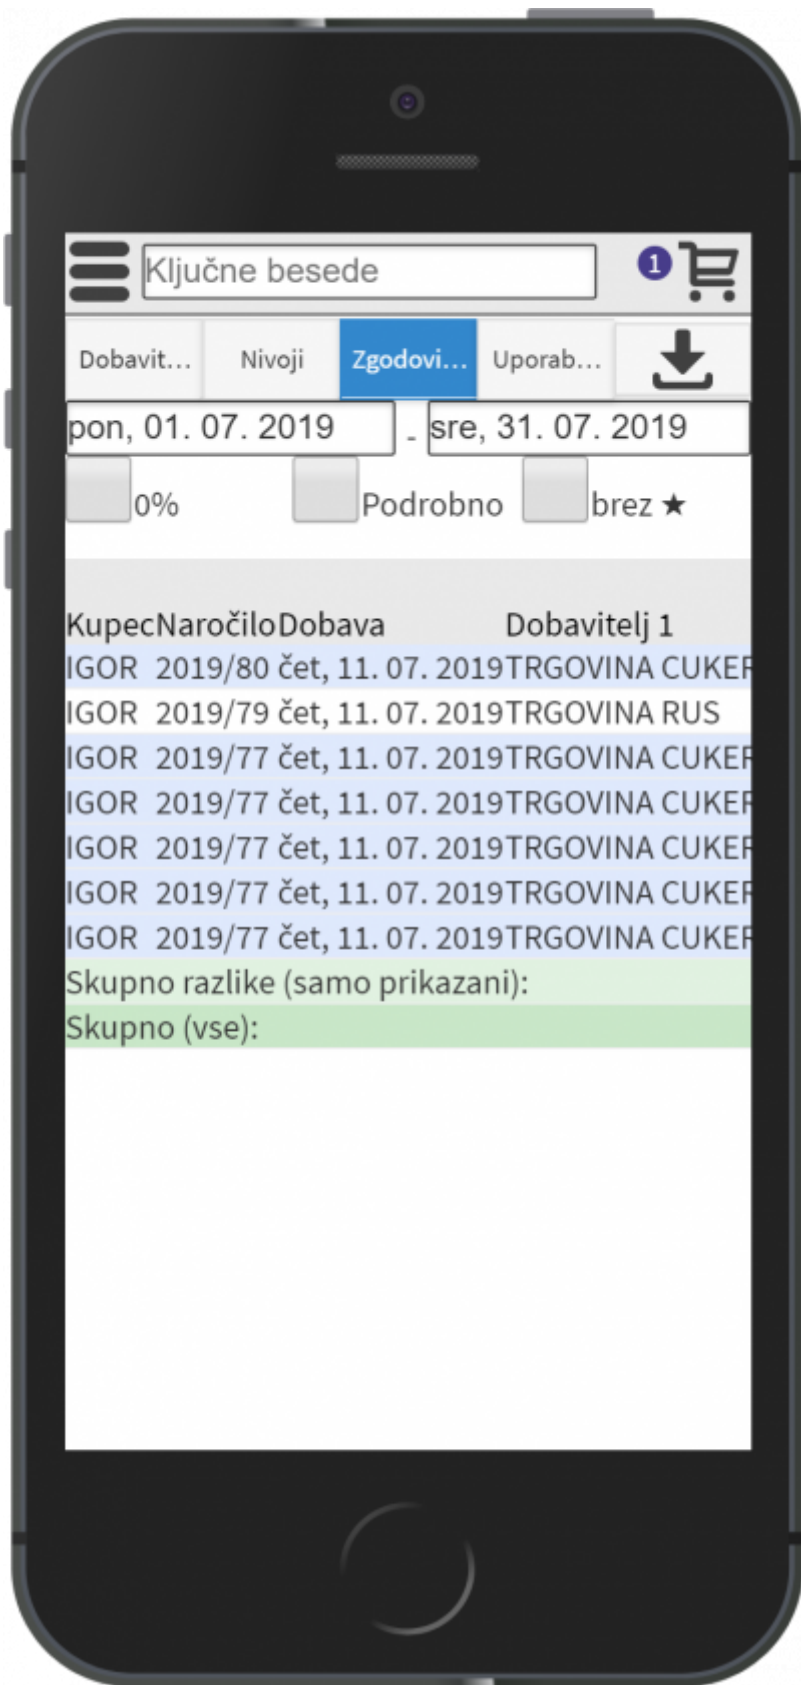 Ključne besede
1
Dobavit... Nivoji Zgodovi... Uporab...
pon, 01. 07. 2019 - sre, 31. 07. 2019
0% Podrobno brez ★
Kupec Naročilo Dobava Dobavitelj 1
IGOR 2019/80 čet, 11. 07. 2019 TRGOVINA CUKER
IGOR 2019/79 čet, 11. 07. 2019 TRGOVINA RUS
IGOR 2019/77 čet, 11. 07. 2019 TRGOVINA CUKER
IGOR 2019/77 čet, 11. 07. 2019 TRGOVINA CUKER
IGOR 2019/77 čet, 11. 07. 2019 TRGOVINA CUKER
IGOR 2019/77 čet, 11. 07. 2019 TRGOVINA CUKER
IGOR 2019/77 čet, 11. 07. 2019 TRGOVINA CUKER
Skupno razlike (samo prikazani):
Skupno (vse):